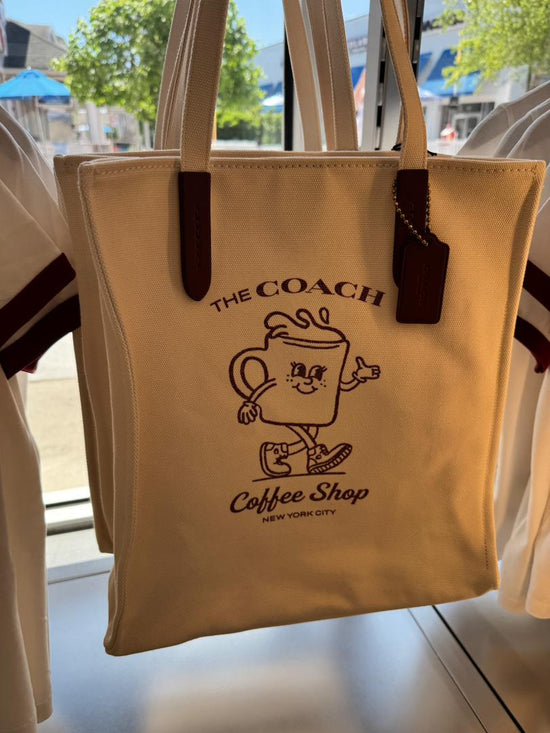 THE COACH
Coffee Shop
NEW YORK CITY